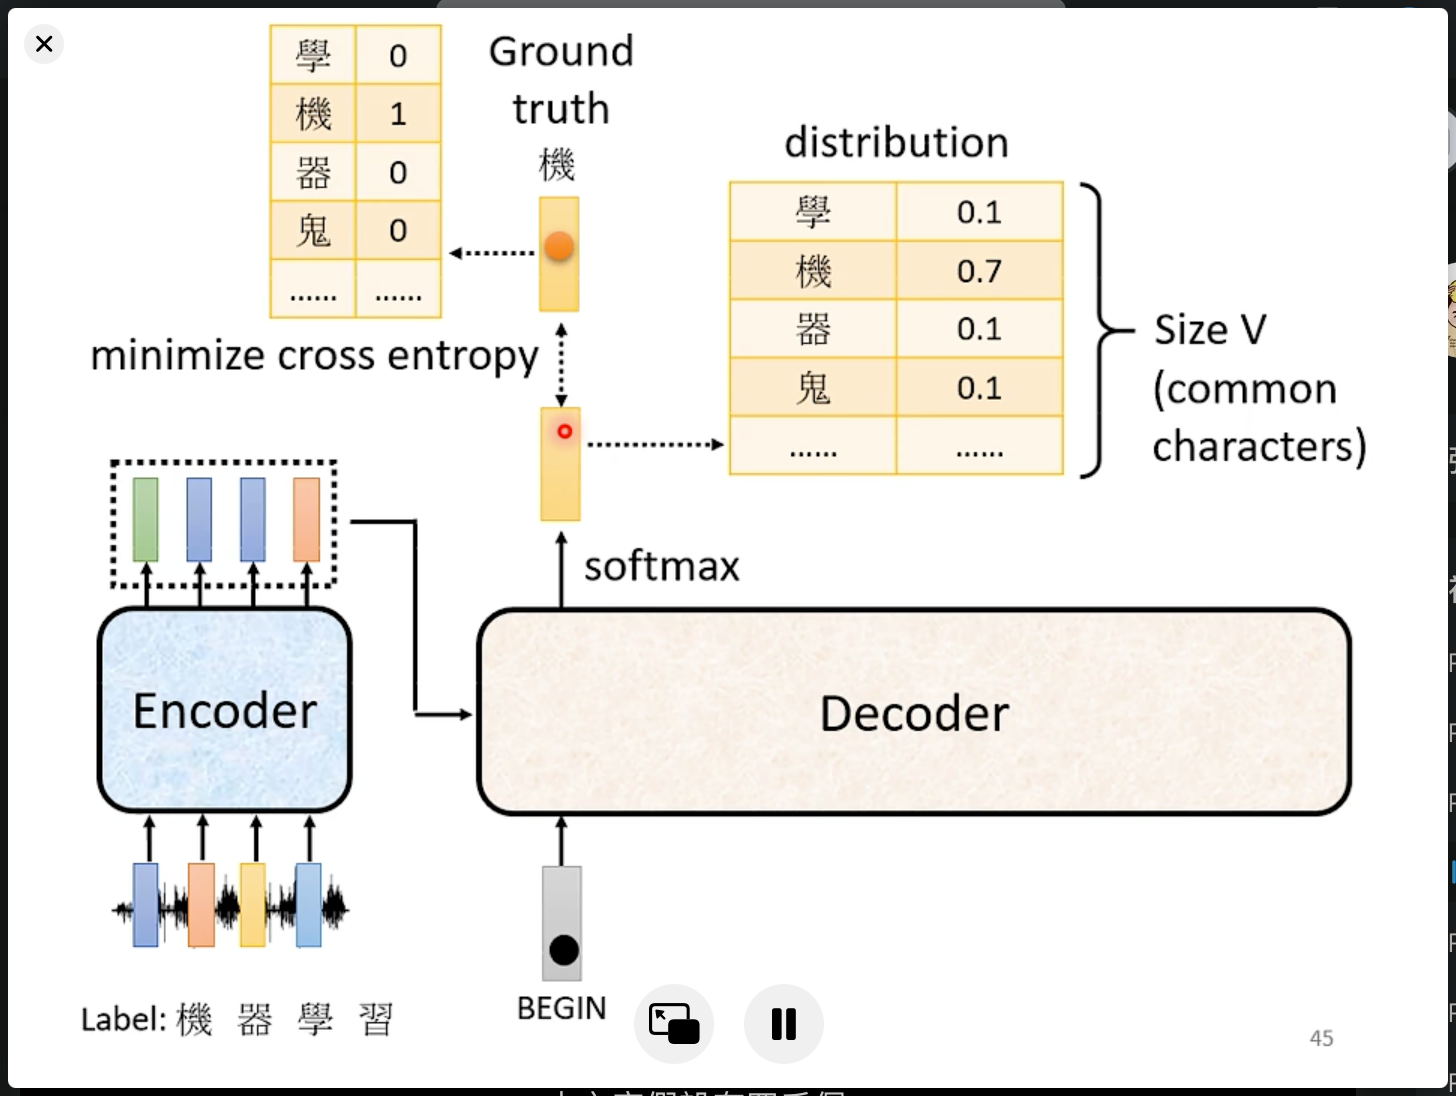 學 0
機 1
器 0
鬼 0
...... ......
Ground
truth
機
distribution
學 0.1
機 0.7
器 0.1
鬼 0.1
...... ......
Size V
(common
characters)
minimize cross entropy
softmax
Encoder
Decoder
Label: 機 器 學 習
BEGIN
45